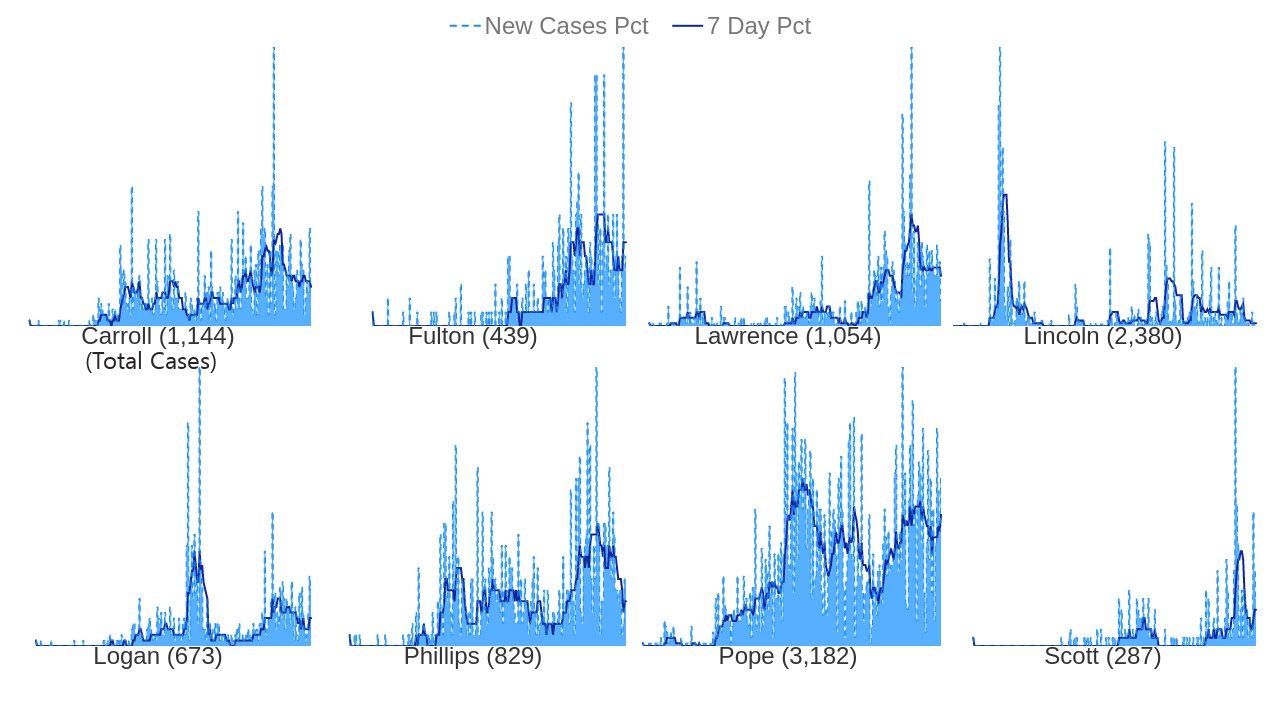 New Cases Pct 7 Day Pct
Carroll (1,144) Fulton (439) Lawrence (1,054) Lincoln (2,380)
(Total Cases)
Logan (673) Phillips (829) Pope (3,182) Scott (287)